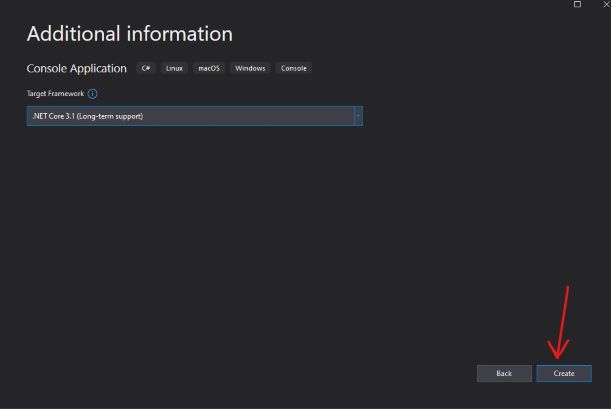 Additional information
Console Application C# Linux macOS Windows Console
Target Framework
.NET Core 3.1 (Long-term support)
Back Create